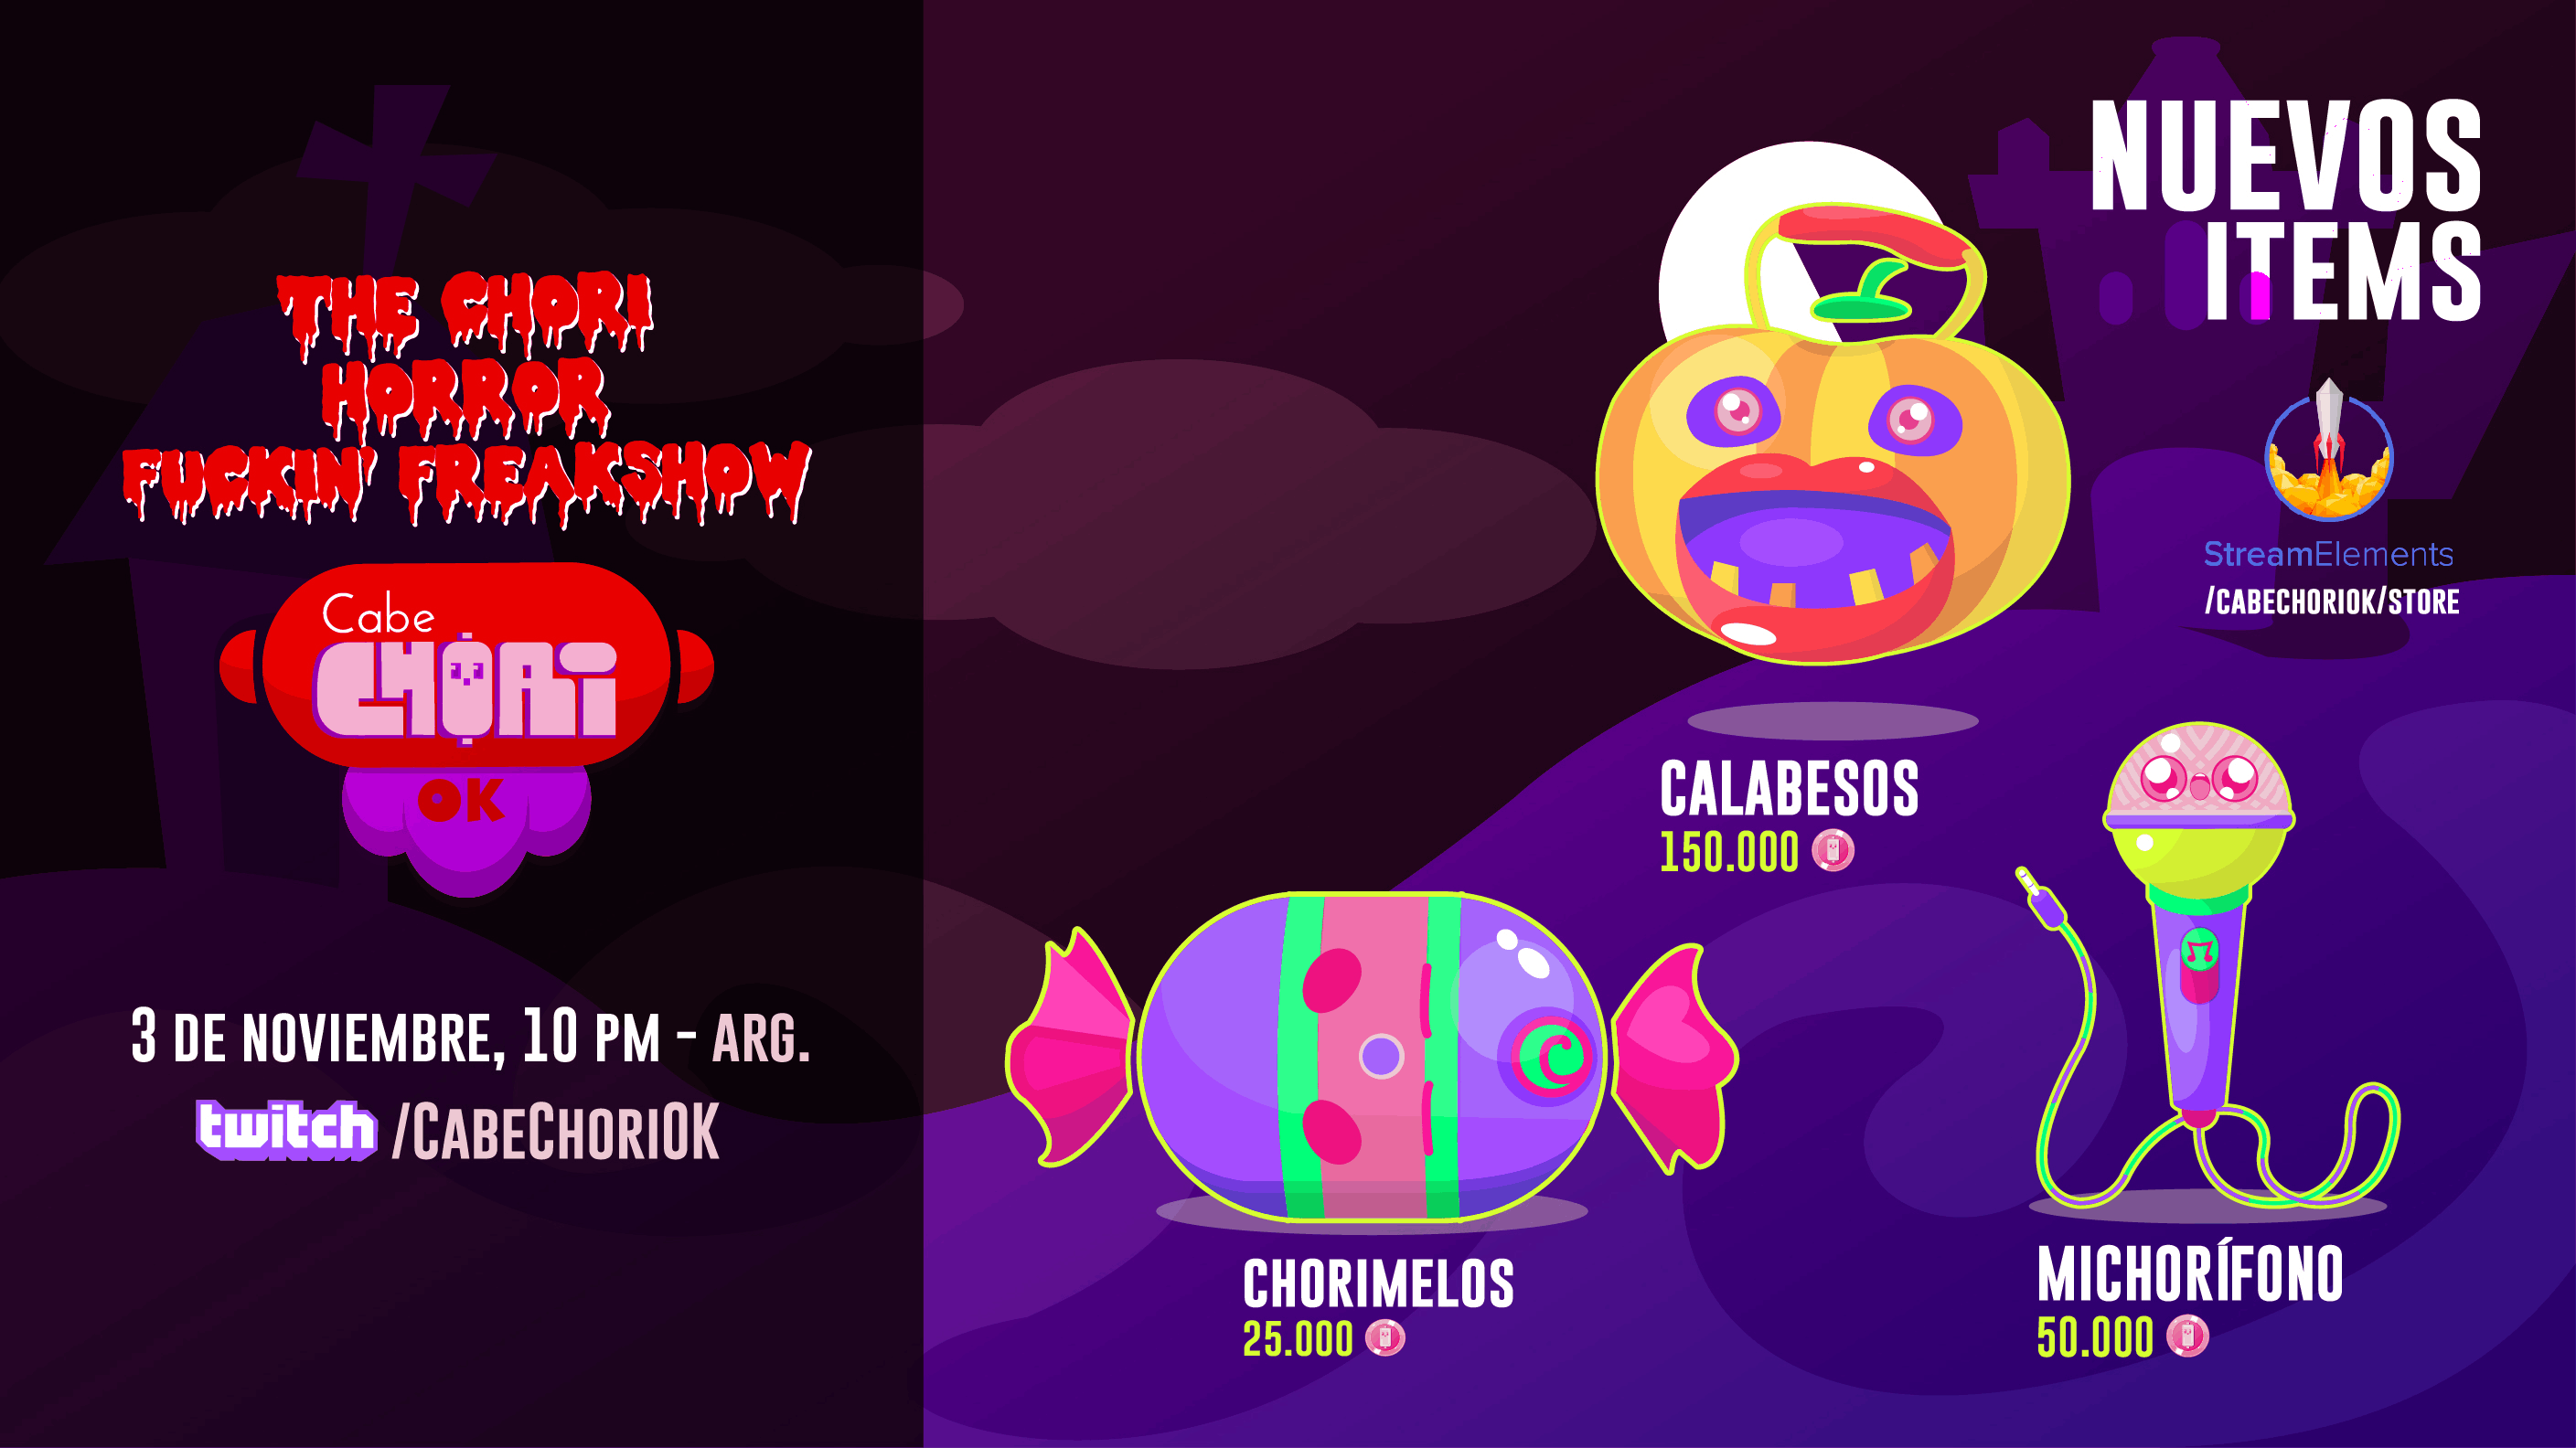 THE CHORI
HORROR
FUCKIN' FREAKSHOW
Cabe
CHORI
OK
3 DE NOVIEMBRE, 10 PM - ARG.
twitch /CABECHORIOK
NUEVOS
ITEMS
StreamElements
/CABECHORIOK/STORE
CALABESOS
150.000
CHORIMELOS
25.000
MICHORÍFONO
50.000